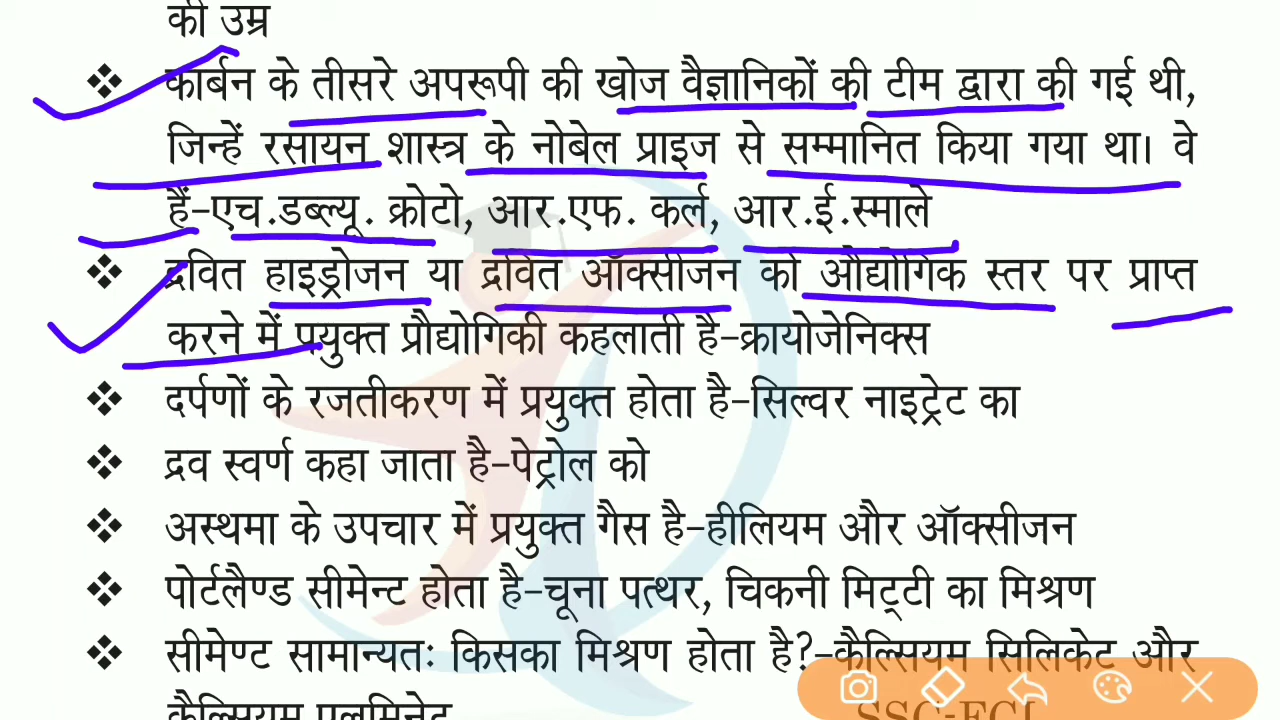 की उम्र
❖ कार्बन के तीसरे अपरूपी की खोज वैज्ञानिकों की टीम द्वारा की गई थी,
जिन्हें रसायन शास्त्र के नोबेल प्राइज से सम्मानित किया गया था। वे
हैं–एच.डब्ल्यू. क्रोटो, आर.एफ. कर्ल, आर.ई.स्माले
❖ द्रवित हाइड्रोजन या द्रवित ऑक्सीजन को औद्योगिक स्तर पर प्राप्त
करने में प्रयुक्त प्रौद्योगिकी कहलाती है–क्रायोजेनिक्स
❖ दर्पणों के रजतीकरण में प्रयुक्त होता है–सिल्वर नाइट्रेट का
❖ द्रव स्वर्ण कहा जाता है–पेट्रोल को
❖ अस्थमा के उपचार में प्रयुक्त गैस है–हीलियम और ऑक्सीजन
❖ पोर्टलैण्ड सीमेन्ट होता है–चूना पत्थर, चिकनी मिट्टी का मिश्रण
❖ सीमेण्ट सामान्यतः किसका मिश्रण होता है?–कैल्सियम सिलिकेट और
कैल्सियम एलुमिनेट